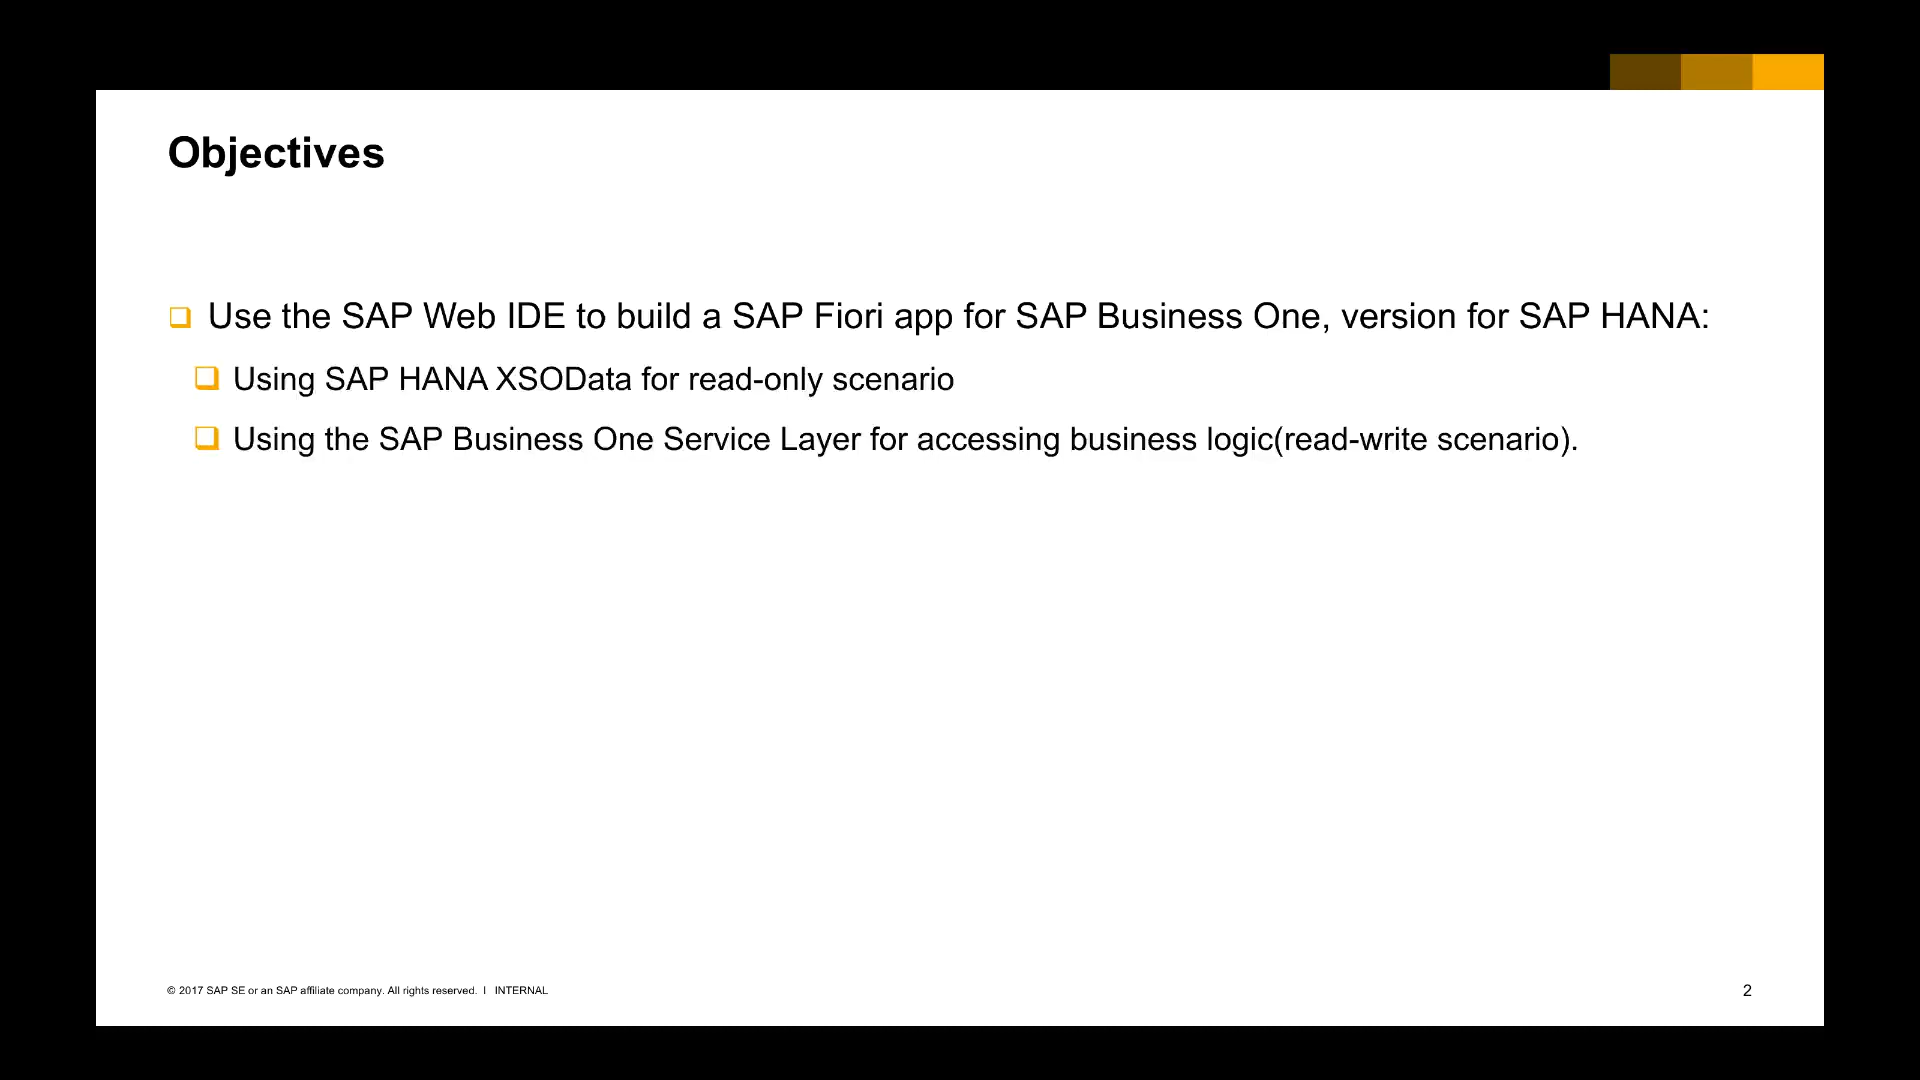 Objectives
Use the SAP Web IDE to build a SAP Fiori app for SAP Business One, version for SAP HANA:
Using SAP HANA XSOData for read-only scenario
Using the SAP Business One Service Layer for accessing business logic(read-write scenario).
© 2017 SAP SE or an SAP affiliate company. All rights reserved. I INTERNAL
2